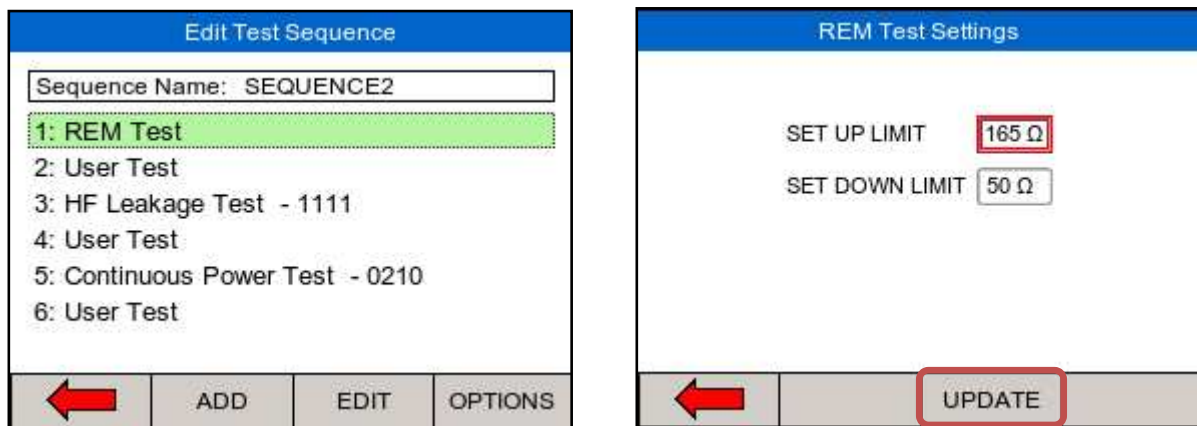 Edit Test Sequence
Sequence Name: SEQUENCE2
1: REM Test
2: User Test
3: HF Leakage Test - 1111
4: User Test
5: Continuous Power Test - 0210
6: User Test
ADD EDIT OPTIONS
REM Test Settings
SET UP LIMIT 165 Ω
SET DOWN LIMIT 50 Ω
UPDATE